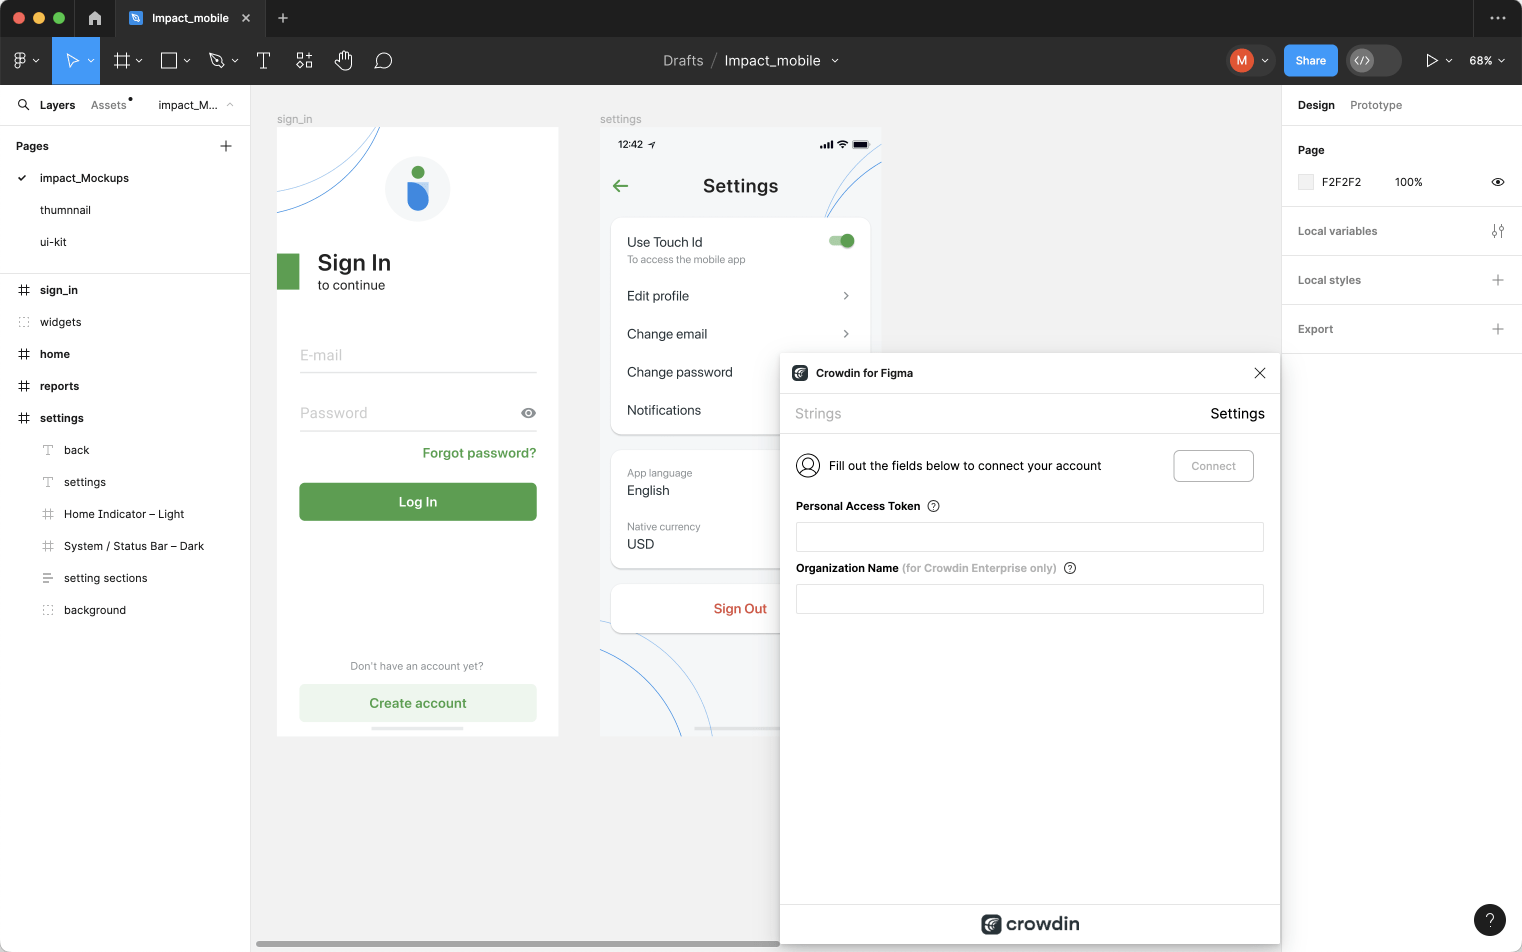 Impact_mobile
Drafts / Impact_mobile
M
Share
68%
Layers
Assets
impact_M...
Pages
impact_Mockups
thumnnail
ui-kit
sign_in
widgets
home
reports
settings
back
settings
Home Indicator – Light
System / Status Bar – Dark
setting sections
background
sign_in
Sign In
to continue
E-mail
Password
Forgot password?
Log In
Don't have an account yet?
Create account
settings
12:42
Settings
Use Touch Id
To access the mobile app
Edit profile
Change email
Change password
Notifications
App language
English
Native currency
USD
Sign Out
Crowdin for Figma
Strings
Settings
Fill out the fields below to connect your account
Connect
Personal Access Token ?
Organization Name (for Crowdin Enterprise only) ?
crowdin
Design
Prototype
Page
F2F2F2
100%
Local variables
Local styles
Export
?